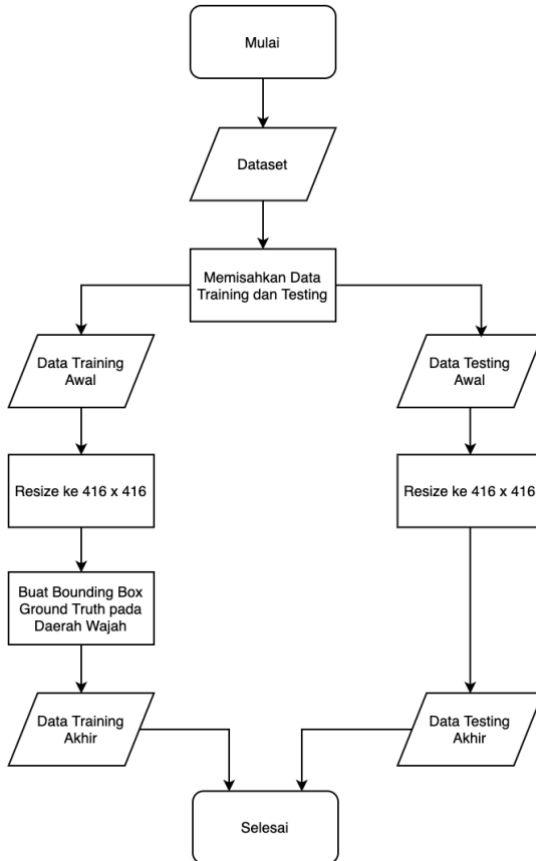 Mulai
Dataset
Memisahkan Data
Training dan Testing
Data Training
Awal
Data Testing
Awal
Resize ke 416 x 416
Resize ke 416 x 416
Buat Bounding Box
Ground Truth pada
Daerah Wajah
Data Training
Akhir
Data Testing
Akhir
Selesai